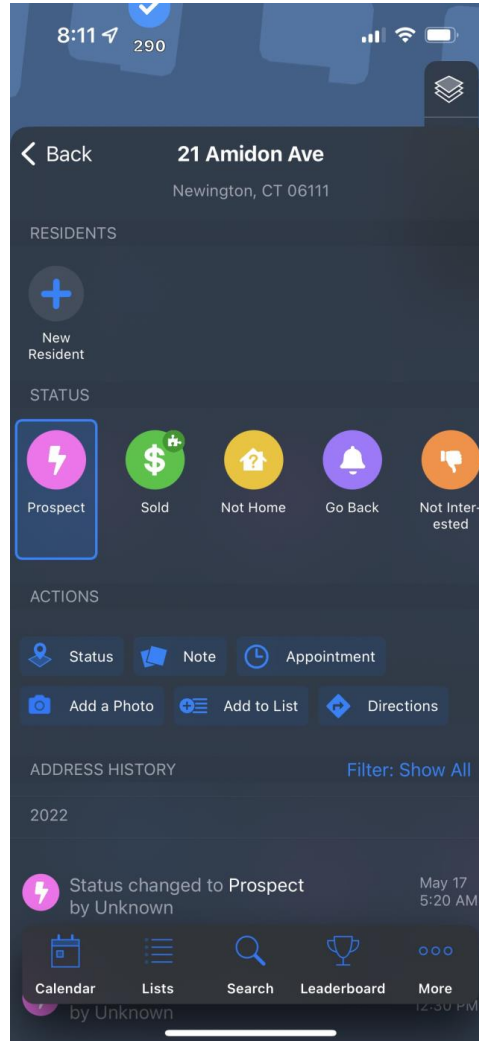 8:11
290
Back
21 Amidon Ave
Newington, CT 06111
RESIDENTS
New
Resident
STATUS
Prospect
Sold
Not Home
Go Back
Not Inter-
ested
ACTIONS
Status
Note
Appointment
Add a Photo
Add to List
Directions
ADDRESS HISTORY
Filter: Show All
2022
Status changed to Prospect
by Unknown
May 17
5:20 AM
Calendar
Lists
Search
Leaderboard
More
by Unknown
12:30 PM